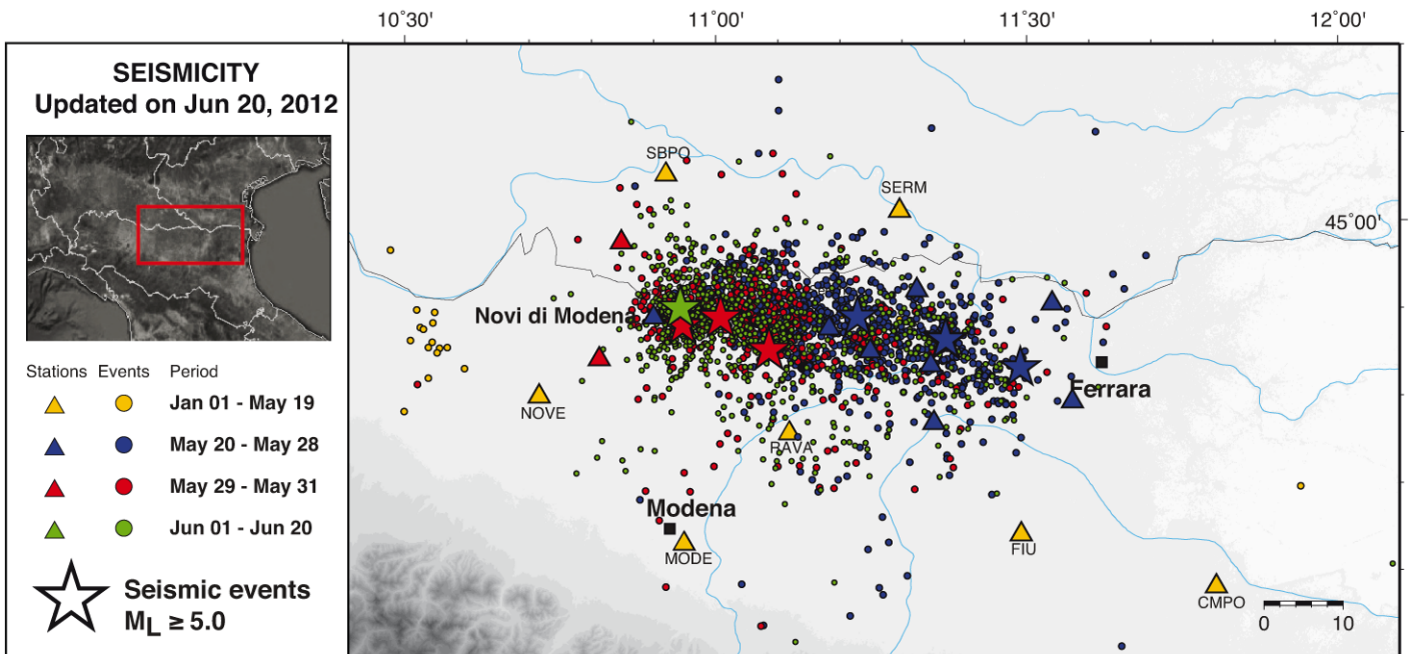 10°30'
11°00'
11°30'
12°00'
SEISMICITY
Updated on Jun 20, 2012
SBPO
SERM
45°00'
Novi di Modena
Stations Events Period
Jan 01 - May 19
May 20 - May 28
May 29 - May 31
Jun 01 - Jun 20
Seismic events
ML ≥ 5.0
NOVE
RAVA
Ferrara
Modena
MODE
FIU
CMPO
0 10